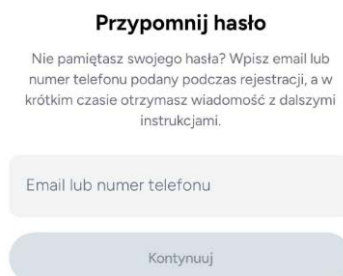 Przypomnij hasło
Nie pamiętasz swojego hasła? Wpisz email lub
numer telefonu podany podczas rejestracji, a w
krótkim czasie otrzymasz wiadomość z dalszymi
instrukcjami.
Email lub numer telefonu
Kontynuuj